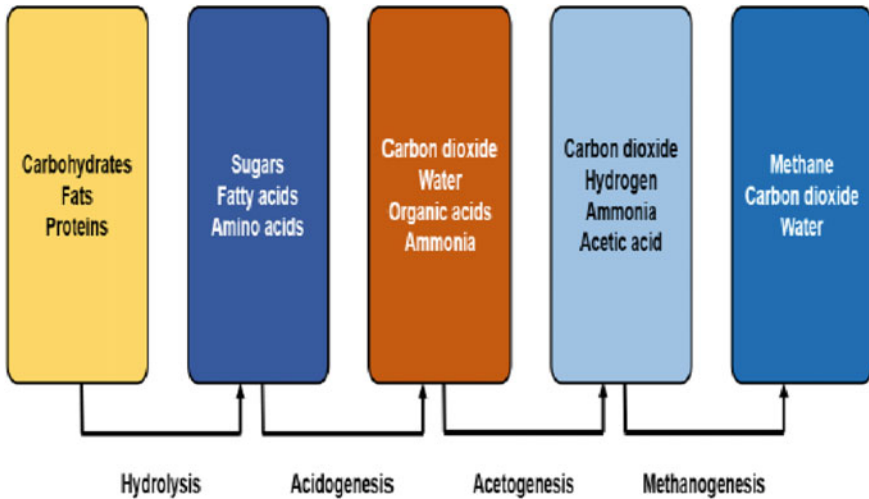 Carbohydrates
Fats
Proteins
Sugars
Fatty acids
Amino acids
Carbon dioxide
Water
Organic acids
Ammonia
Carbon dioxide
Hydrogen
Ammonia
Acetic acid
Methane
Carbon dioxide
Water
Hydrolysis
Acidogenesis
Acetogenesis
Methanogenesis